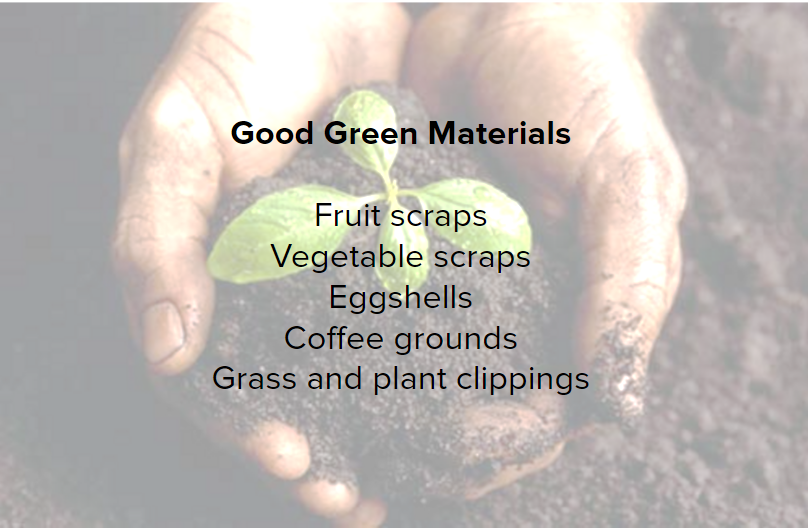 Good Green Materials
Fruit scraps
Vegetable scraps
Eggshells
Coffee grounds
Grass and plant clippings